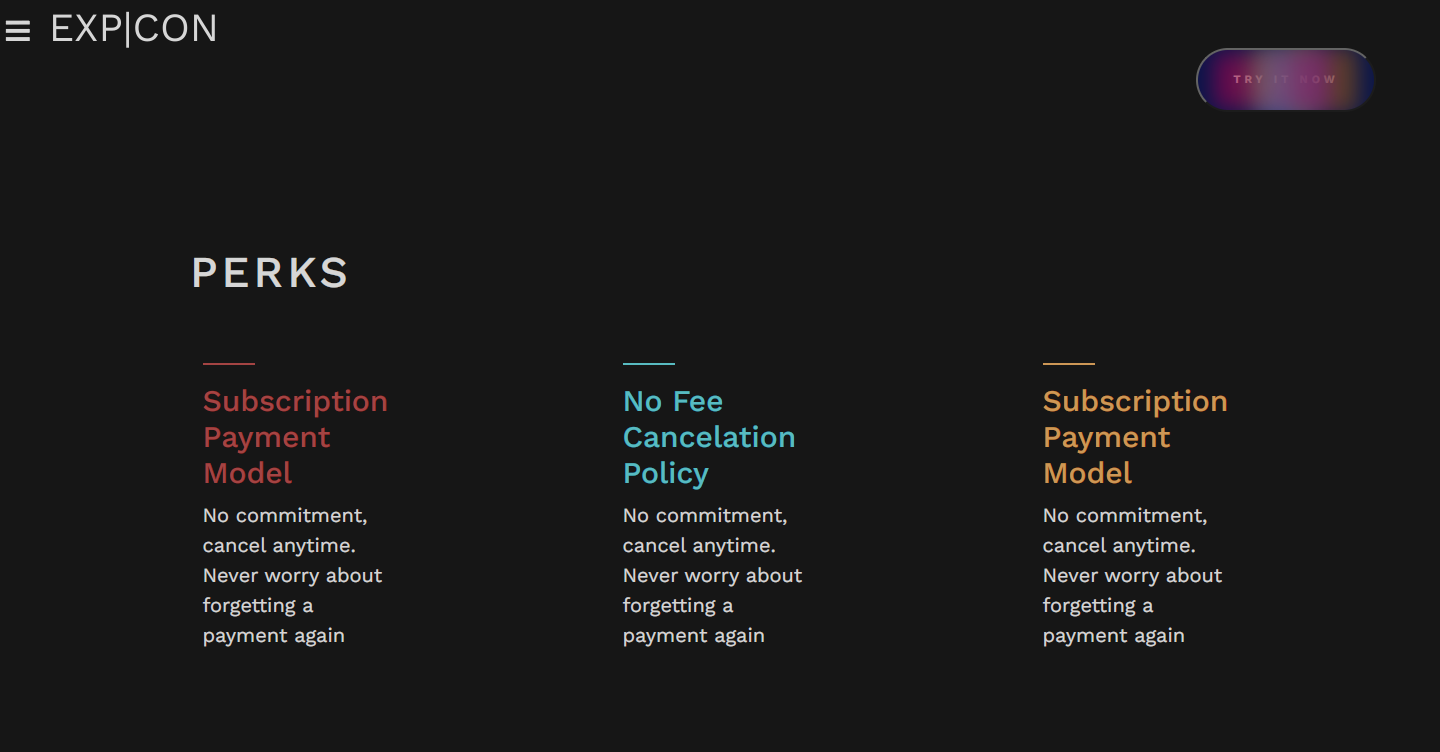 EXP|CON
TRY IT NOW
PERKS
Subscription
Payment
Model
No commitment,
cancel anytime.
Never worry about
forgetting a
payment again
No Fee
Cancelation
Policy
No commitment,
cancel anytime.
Never worry about
forgetting a
payment again
Subscription
Payment
Model
No commitment,
cancel anytime.
Never worry about
forgetting a
payment again